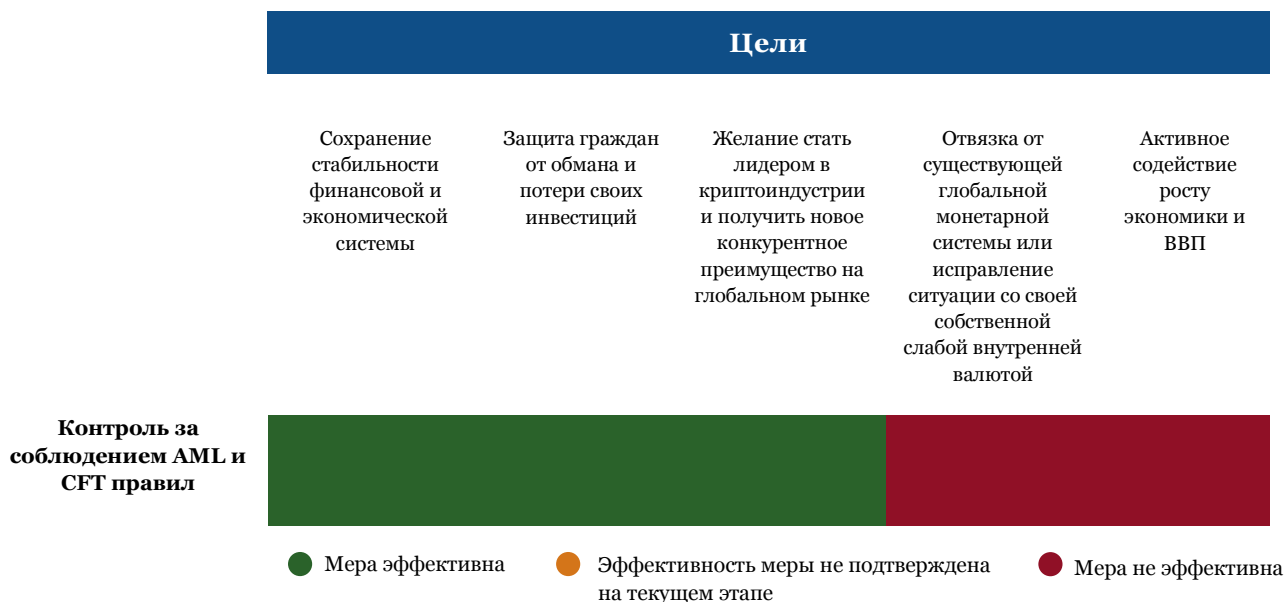 Цели
Сохранение
стабильности
финансовой и
экономической
системы
Защита граждан
от обмана и
потери своих
инвестиций
Желание стать
лидером в
криптоиндустрии
и получить новое
конкурентное
преимущество на
глобальном рынке
Отвязка от
существующей
глобальной
монетарной
системы или
исправление
ситуации со своей
собственной
слабой внутренней
валютой
Активное
содействие
росту
экономики и
ВВП
Контроль за
соблюдением AML и
CFT правил
Мера эффективна
Эффективность меры не подтверждена
на текущем этапе
Мера не эффективна